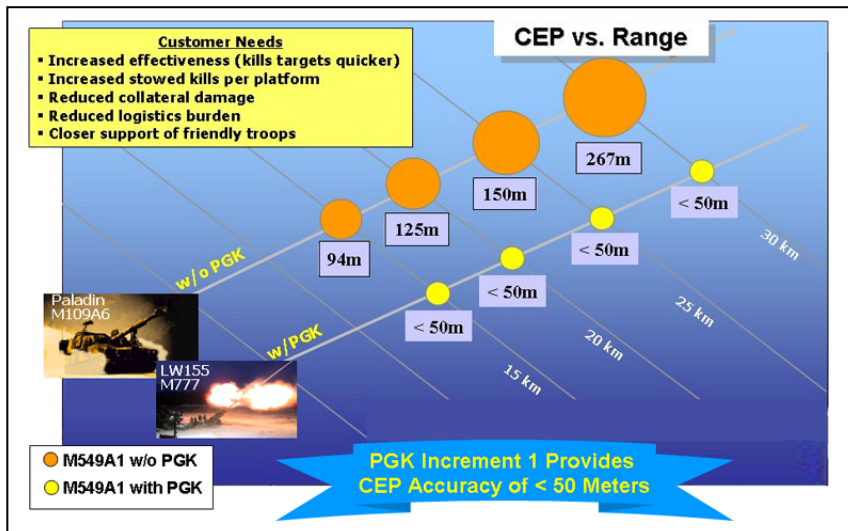 Customer Needs
▪ Increased effectiveness (kills targets quicker)
▪ Increased stowed kills per platform
▪ Reduced collateral damage
▪ Reduced logistics burden
▪ Closer support of friendly troops
CEP vs. Range
267m
150m
125m
94m
< 50m
< 50m
< 50m
< 50m
w/o PGK
w/PGK
30 km
25 km
20 km
15 km
Paladin
M109A6
LW155
M777
M549A1 w/o PGK
M549A1 with PGK
PGK Increment 1 Provides
CEP Accuracy of < 50 Meters